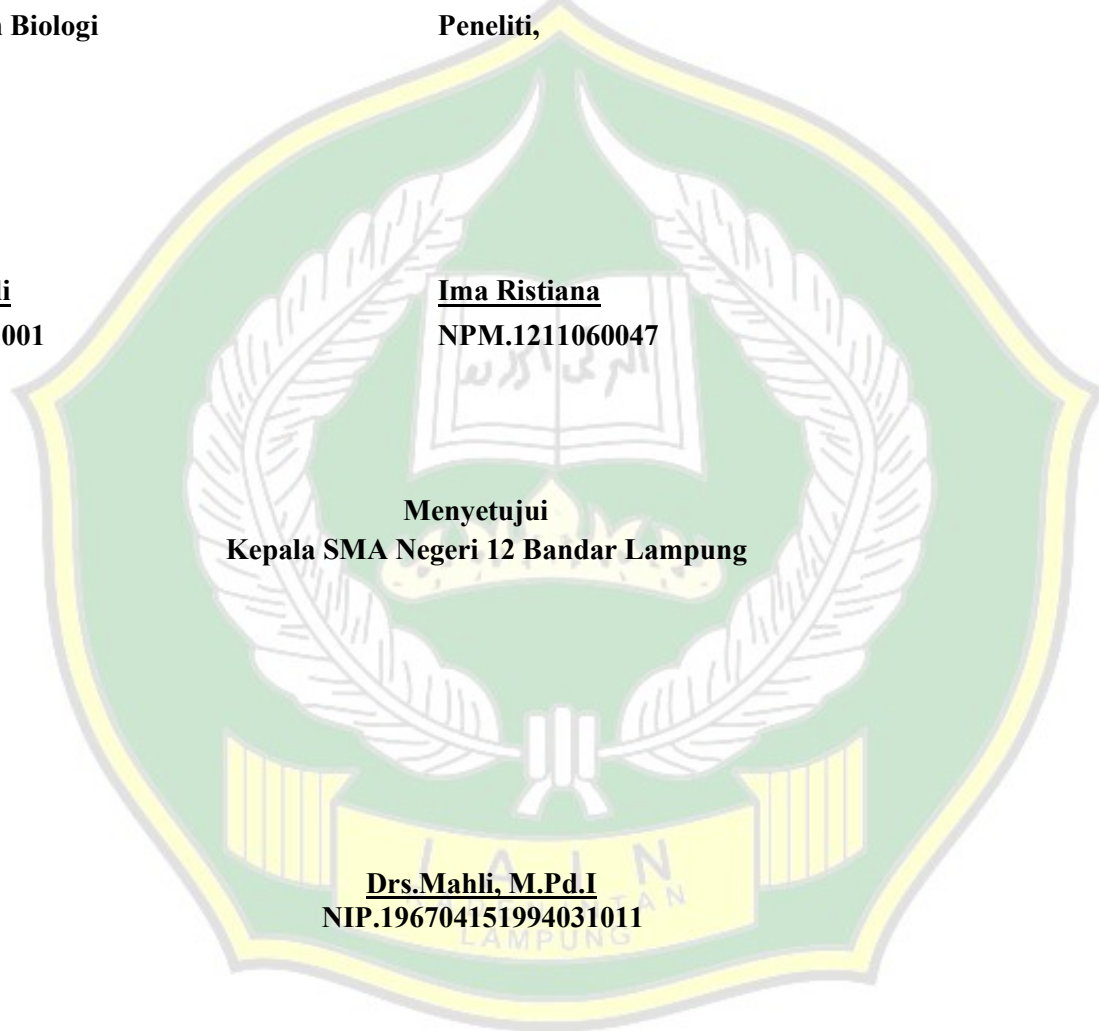 Biologi Peneliti,
Ima Ristiana
001 NPM.1211060047
Menyetujui
Kepala SMA Negeri 12 Bandar Lampung
Drs.Mahli, M.Pd.I
NIP.196704151994031011
I A I N
LAMPUNG